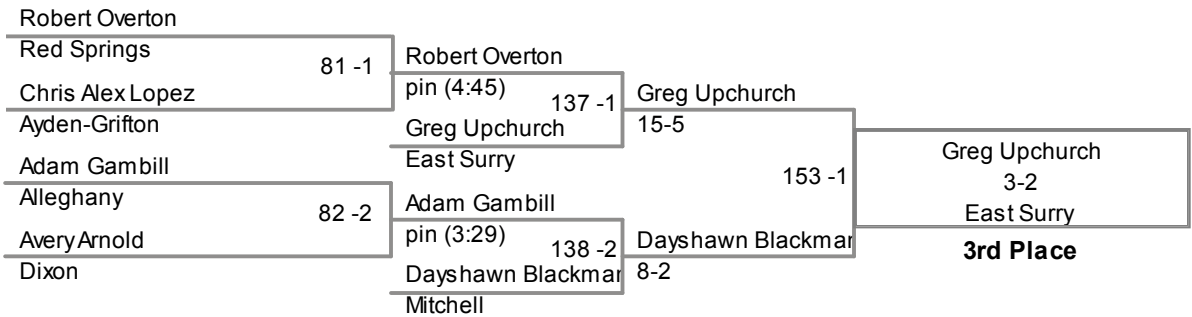 Robert Overton
Red Springs
81 -1
Chris Alex Lopez
Ayden-Grifton
Adam Gambill
Alleghany
82 -2
Avery Arnold
Dixon
Robert Overton
pin (4:45)
137 -1
Greg Upchurch
East Surry
Adam Gambill
pin (3:29)
138 -2
Dayshawn Blackmar
Mitchell
Greg Upchurch
15-5
153 -1
Dayshawn Blackmar
8-2
Greg Upchurch
3-2
East Surry
3rd Place